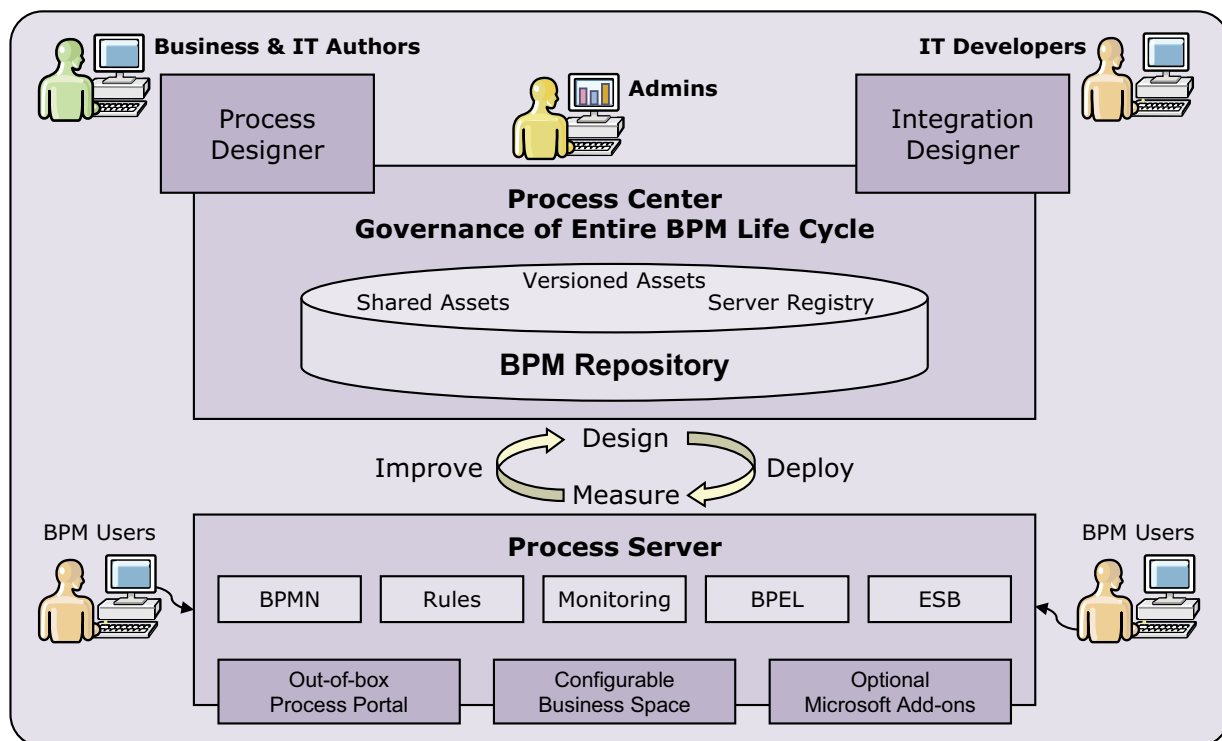 Business & IT Authors
IT Developers
Admins
Process
Designer
Integration
Designer
Process Center
Governance of Entire BPM Life Cycle
Versioned Assets
Shared Assets
Server Registry
BPM Repository
Design
Improve
Deploy
Measure
BPM Users
BPM Users
Process Server
BPMN
Rules
Monitoring
BPEL
ESB
Out-of-box
Process Portal
Configurable
Business Space
Optional
Microsoft Add-ons